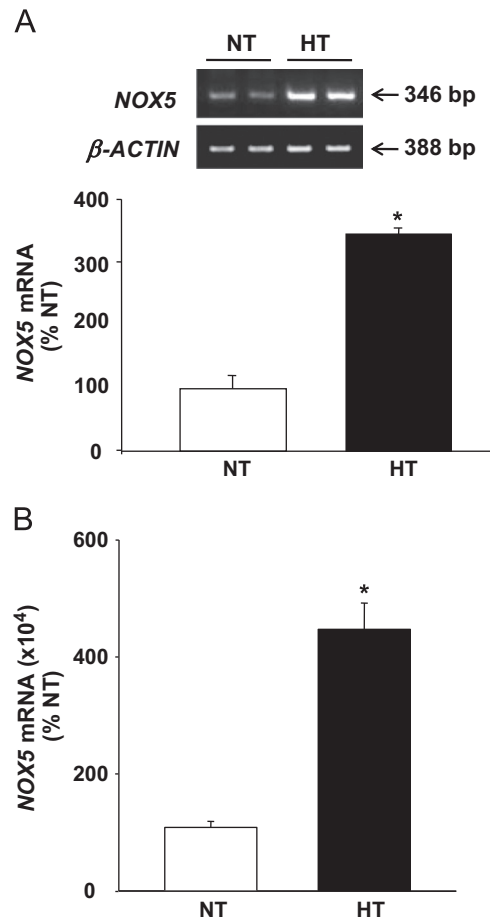 A
NT HT
NOX5 ← 346 bp
β-ACTIN ← 388 bp
NOX5 mRNA
(% NT)
400
300
200
100
0
*
NT HT
B
NOX5 mRNA (x10⁴)
(% NT)
600
400
200
0
*
NT HT